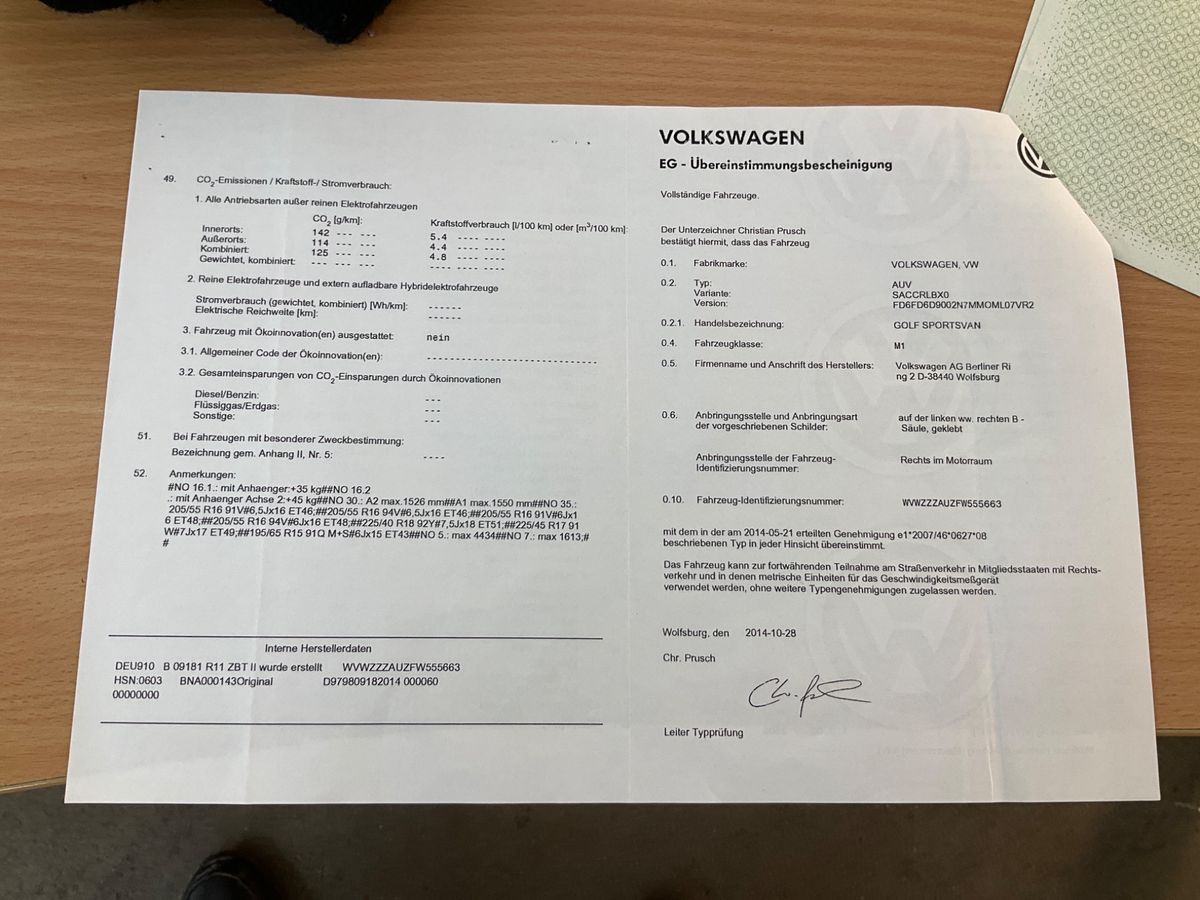 49. CO2-Emissionen / Kraftstoff-/ Stromverbrauch:
1. Alle Antriebsarten außer reinen Elektrofahrzeugen
CO2 [g/km]: Kraftstoffverbrauch [l/100 km] oder [m³/100 km]:
Innerorts: 142 --- --- 5.4 ---- ----
Außerorts: 114 --- --- 4.4 ---- ----
Kombiniert: 125 --- --- 4.8 ---- ----
Gewichtet, kombiniert: --- --- --- ---- ---- ----
2. Reine Elektrofahrzeuge und extern aufladbare Hybridelektrofahrzeuge
Stromverbrauch (gewichtet, kombiniert) [Wh/km]: ------
Elektrische Reichweite [km]: ------
3. Fahrzeug mit Ökoinnovation(en) ausgestattet: nein
3.1. Allgemeiner Code der Ökoinnovation(en): -----------------------------
3.2. Gesamteinsparungen von CO2-Einsparungen durch Ökoinnovationen
Diesel/Benzin: ---
Flüssiggas/Erdgas: ---
Sonstige: ---
51. Bei Fahrzeugen mit besonderer Zweckbestimmung:
Bezeichnung gem. Anhang II, Nr. 5: ----
52. Anmerkungen:
#NO 16.1.: mit Anhaenger:+35 kg##NO 16.2
.: mit Anhaenger Achse 2:+45 kg##NO 30.: A2 max.1526 mm##A1 max.1550 mm##NO 35.:
205/55 R16 91V#6,5Jx16 ET46;##205/55 R16 94V#6,5Jx16 ET46;##205/55 R16 91V#6Jx1
6 ET48;##205/55 R16 94V#6Jx16 ET48;##225/40 R18 92Y#7,5Jx18 ET51;##225/45 R17 91
W#7Jx17 ET49;##195/65 R15 91Q M+S#6Jx15 ET43##NO 5.: max 4434##NO 7.: max 1613;#
#
Interne Herstellerdaten
DEU910 B 09181 R11 ZBT II wurde erstellt WVWZZZAUZFW555663
HSN:0603 BNA000143Original D979809182014 000060
00000000
VOLKSWAGEN
EG - Übereinstimmungsbescheinigung
Vollständige Fahrzeuge.
Der Unterzeichner Christian Prusch
bestätigt hiermit, dass das Fahrzeug
0.1. Fabrikmarke: VOLKSWAGEN, VW
0.2. Typ: AUV
Variante: SACCRLBX0
Version: FD6FD6D9002N7MMOML07VR2
0.2.1. Handelsbezeichnung: GOLF SPORTSVAN
0.4. Fahrzeugklasse: M1
0.5. Firmenname und Anschrift des Herstellers: Volkswagen AG Berliner Ri
ng 2 D-38440 Wolfsburg
0.6. Anbringungsstelle und Anbringungsart auf der linken ww. rechten B -
der vorgeschriebenen Schilder: Säule, geklebt
Anbringungsstelle der Fahrzeug- Rechts im Motorraum
Identifizierungsnummer:
0.10. Fahrzeug-Identifizierungsnummer: WVWZZZAUZFW555663
mit dem in der am 2014-05-21 erteilten Genehmigung e1*2007/46*0627*08
beschriebenen Typ in jeder Hinsicht übereinstimmt.
Das Fahrzeug kann zur fortwährenden Teilnahme am Straßenverkehr in Mitgliedsstaaten mit Rechts-
verkehr und in denen metrische Einheiten für das Geschwindigkeitsmeßgerät
verwendet werden, ohne weitere Typengenehmigungen zugelassen werden.
Wolfsburg, den 2014-10-28
Chr. Prusch
Leiter Typprüfung